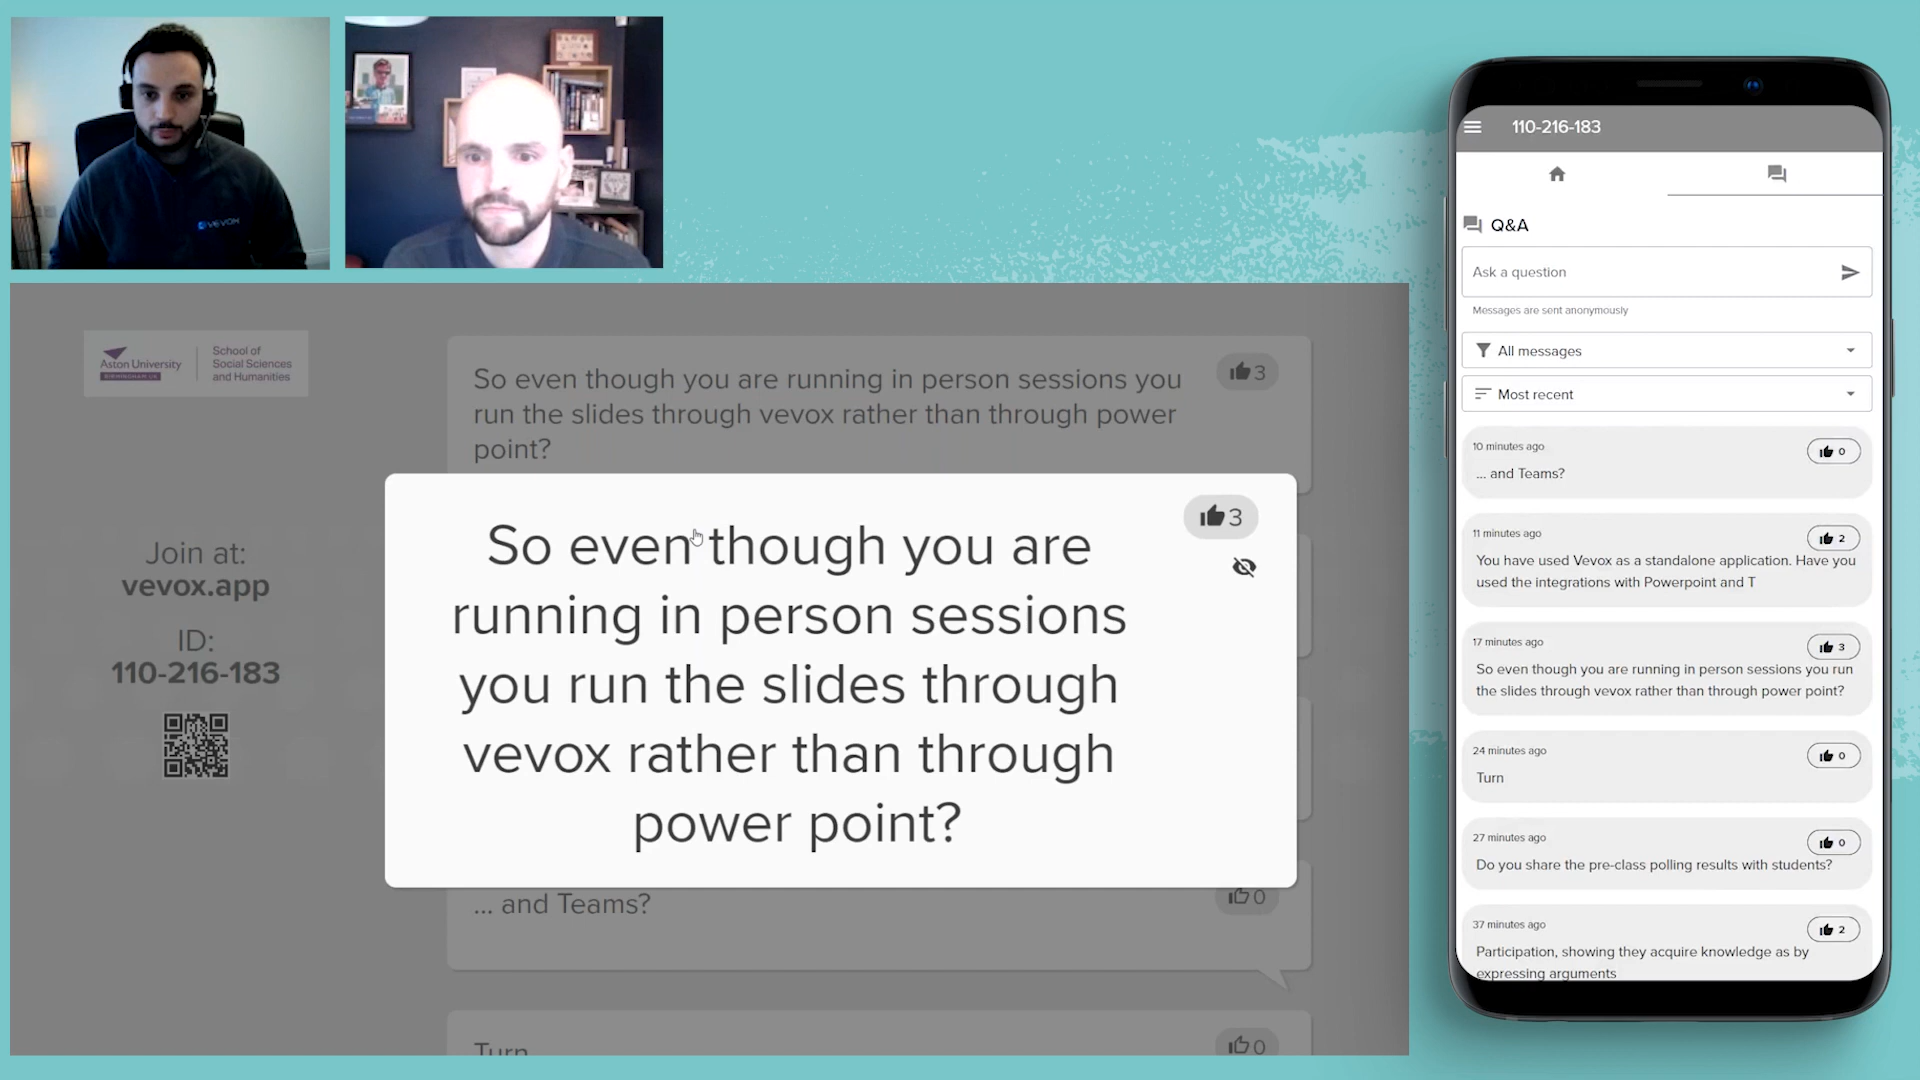 VEVOX
Aston University
BIRMINGHAM UK
School of
Social Sciences
and Humanities
Join at:
vevox.app
ID:
110-216-183
So even though you are running in person sessions you
run the slides through vevox rather than through power
point?
3
So even though you are
running in person sessions
you run the slides through
vevox rather than through
power point?
3
... and Teams?
0
Turn
0
110-216-183
Q&A
Ask a question
Messages are sent anonymously
All messages
Most recent
10 minutes ago
0
... and Teams?
11 minutes ago
2
You have used Vevox as a standalone application. Have you
used the integrations with Powerpoint and T
17 minutes ago
3
So even though you are running in person sessions you run
the slides through vevox rather than through power point?
24 minutes ago
0
Turn
27 minutes ago
0
Do you share the pre-class polling results with students?
37 minutes ago
2
Participation, showing they acquire knowledge as by
expressing arguments